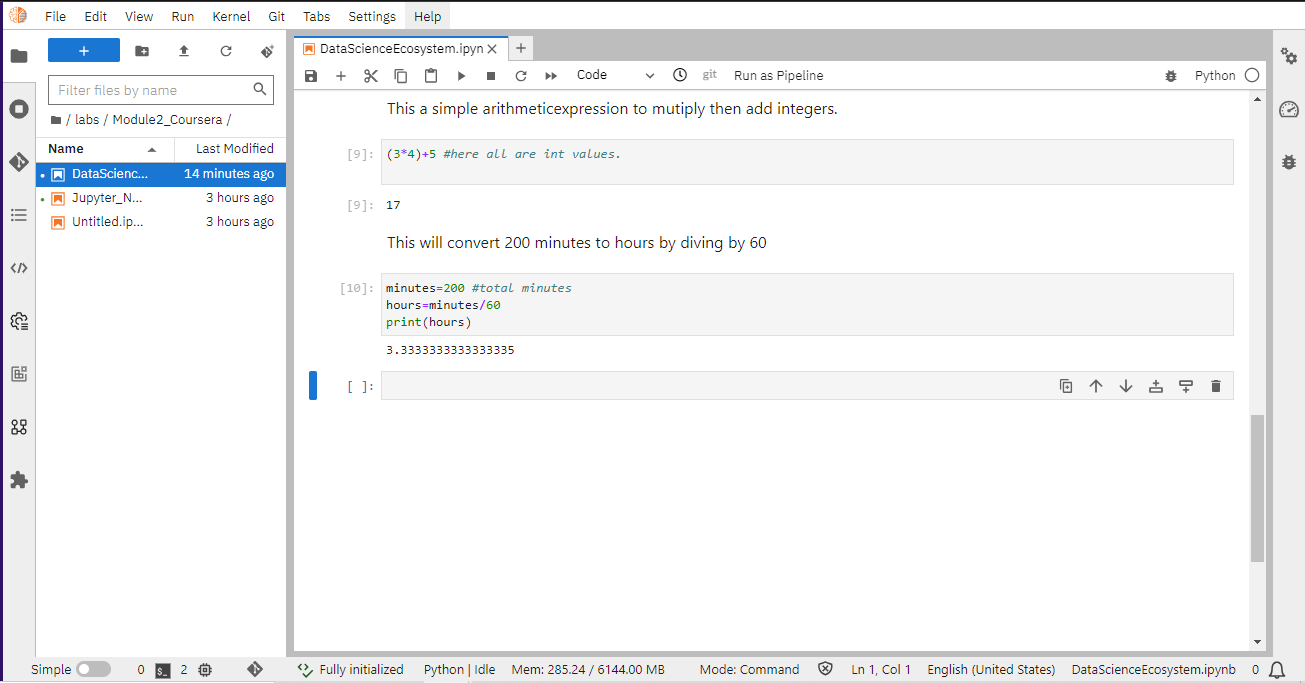 File Edit View Run Kernel Git Tabs Settings Help
+
Filter files by name
/ labs / Module2_Coursera /
Name Last Modified
DataScienc... 14 minutes ago
Jupyter_N... 3 hours ago
Untitled.ip... 3 hours ago
DataScienceEcosystem.ipyn
Code git Run as Pipeline Python
This a simple arithmeticexpression to mutiply then add integers.
[9]: (3*4)+5 #here all are int values.
[9]: 17
This will convert 200 minutes to hours by diving by 60
[10]: minutes=200 #total minutes
hours=minutes/60
print(hours)
3.3333333333333335
[ ]:
Simple 0 2 Fully initialized Python | Idle Mem: 285.24 / 6144.00 MB Mode: Command Ln 1, Col 1 English (United States) DataScienceEcosystem.ipynb 0